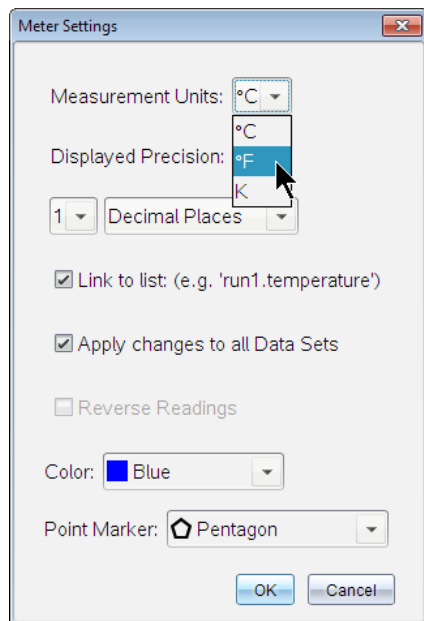 Meter Settings
Measurement Units: °C
°C
Displayed Precision:
°F
K
1 Decimal Places
Link to list: (e.g. 'run1.temperature')
Apply changes to all Data Sets
Reverse Readings
Color: Blue
Point Marker: Pentagon
OK Cancel